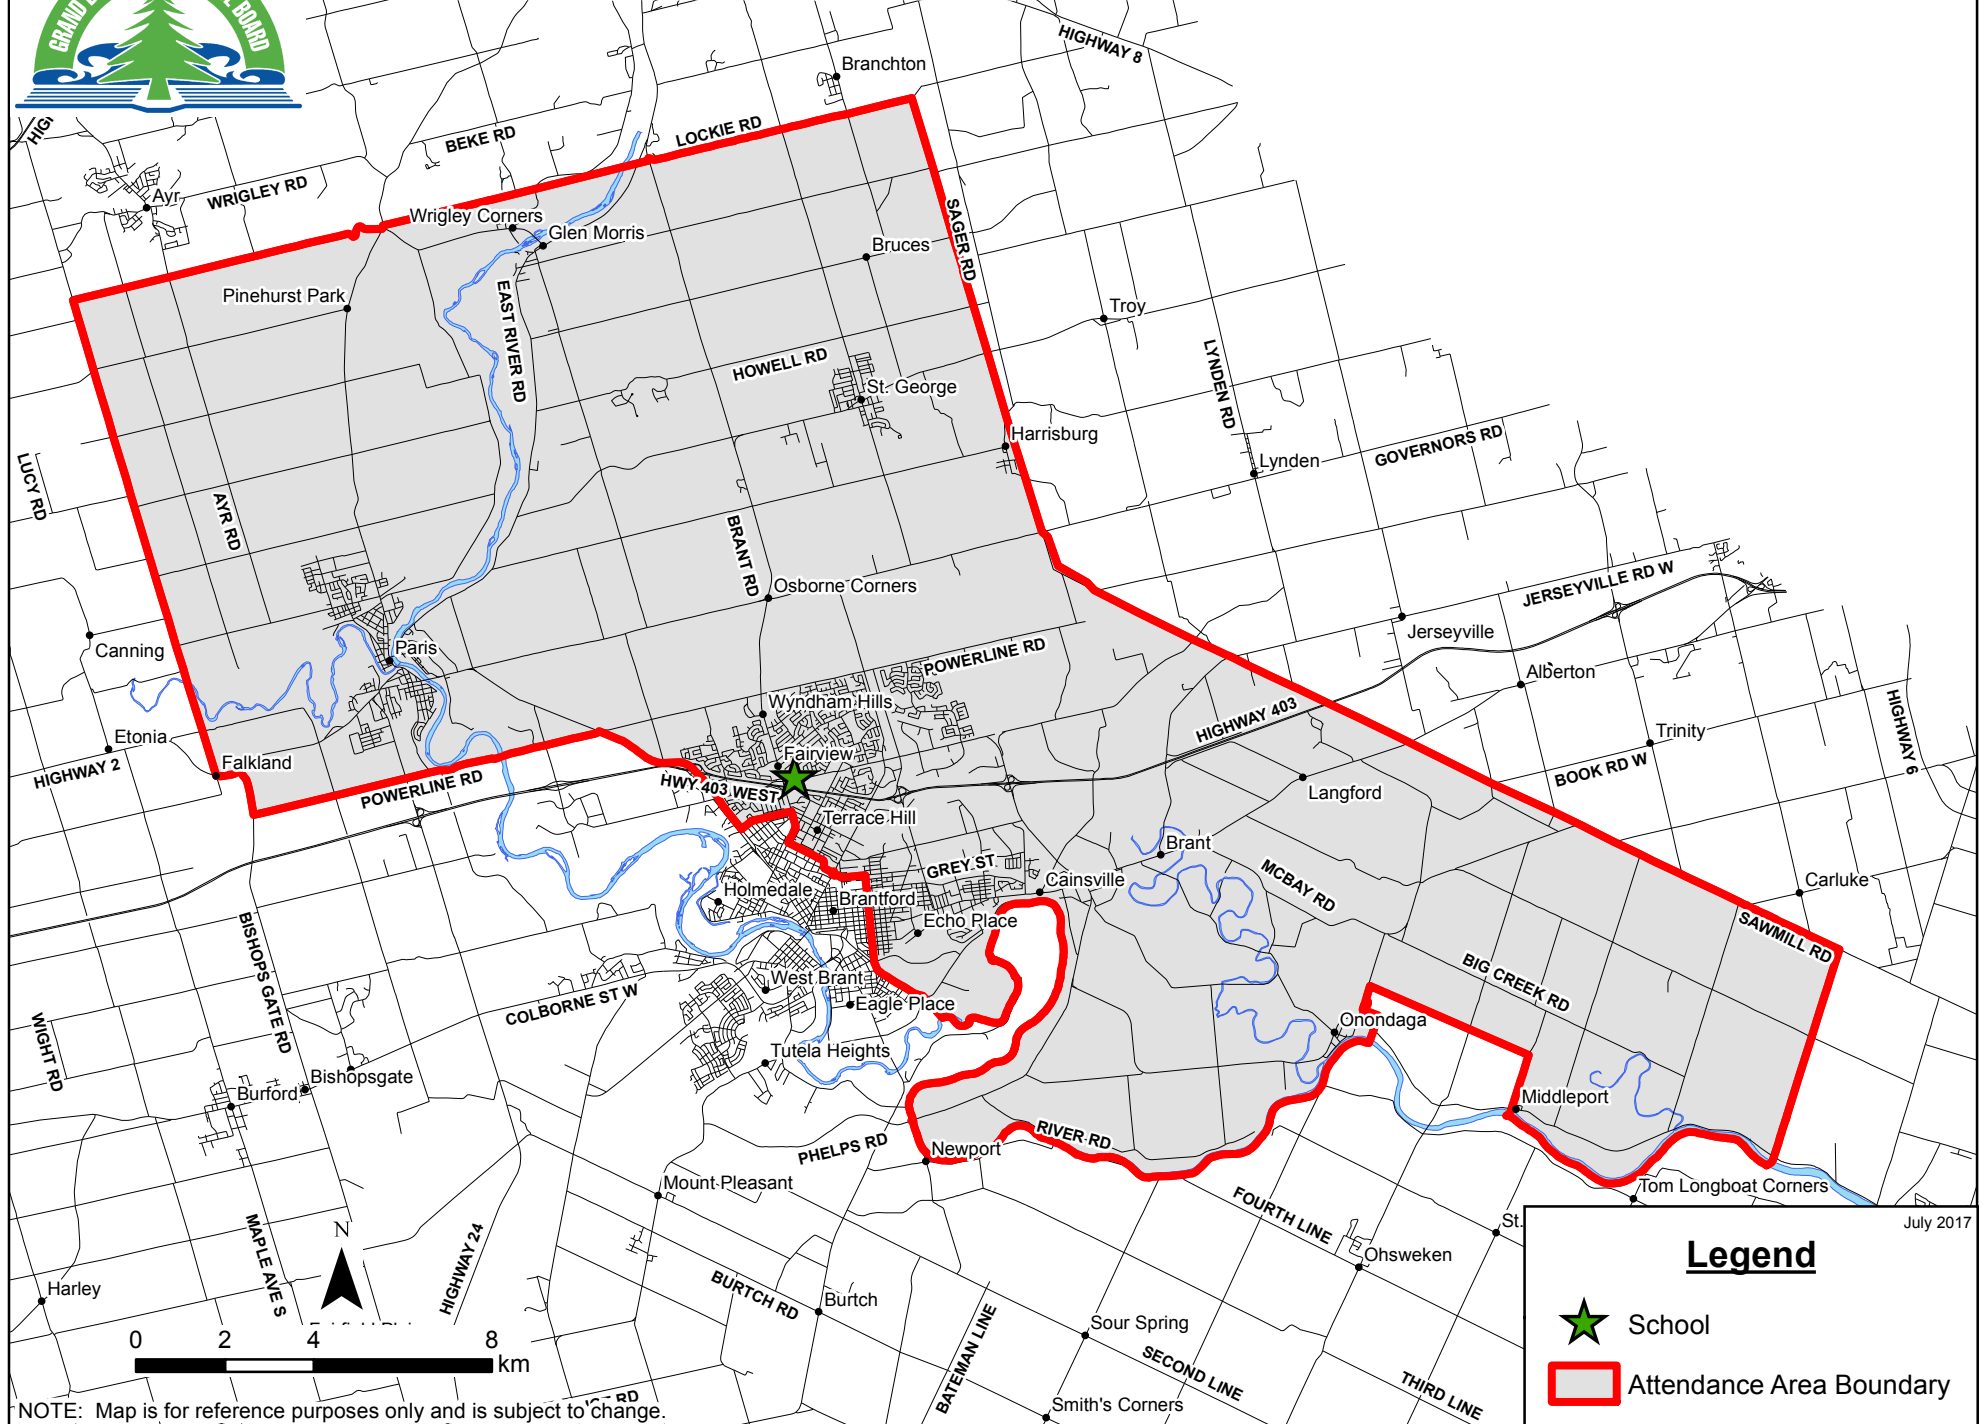 GRAND
BOARD
HIGHWAY 8
Branchton
LOCKIE RD
BEKE RD
WRIGLEY RD
Ayr
Wrigley Corners
Glen Morris
SAGER RD
Bruces
Pinehurst Park
EAST RIVER RD
Troy
HOWELL RD
LYNDEN RD
St. George
Harrisburg
GOVERNORS RD
Lynden
LUCY RD
AYR RD
BRANT RD
Osborne Corners
JERSEYVILLE RD W
Jerseyville
Canning
Paris
POWERLINE RD
Alberton
Wyndham Hills
HIGHWAY 403
Trinity
HIGHWAY 6
Etonia
Fairview
Falkland
HIGHWAY 2
POWERLINE RD
HWY 403 WEST
BOOK RD W
Langford
Terrace Hill
Brant
GREY ST
MCBAY RD
Cainsville
Carluke
Holmedale
Brantford
Echo Place
SAWMILL RD
BISHOPS GATE RD
West Brant
BIG CREEK RD
COLBORNE ST W
Eagle Place
Onondaga
WIGHT RD
Tutela Heights
Bishopsgate
Burford
Middleport
RIVER RD
PHELPS RD
Newport
Mount Pleasant
Tom Longboat Corners
FOURTH LINE
St.
MAPLE AVE S
N
HIGHWAY 24
Ohsweken
Harley
BURTCH RD
Burtch
BATEMAN LINE
Sour Spring
SECOND LINE
THIRD LINE
Smith's Corners
0 2 4 8
km
RD
NOTE: Map is for reference purposes only and is subject to change.
July 2017
Legend
School
Attendance Area Boundary